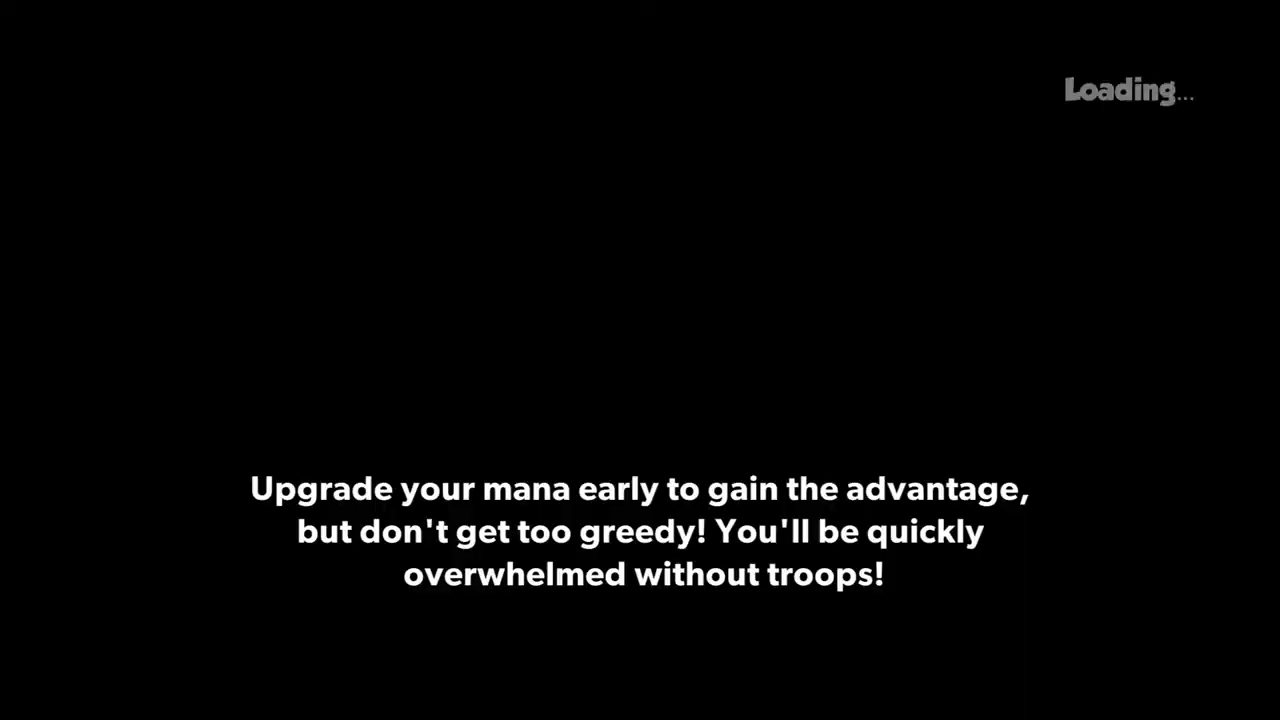 Loading...
Upgrade your mana early to gain the advantage,
but don't get too greedy! You'll be quickly
overwhelmed without troops!